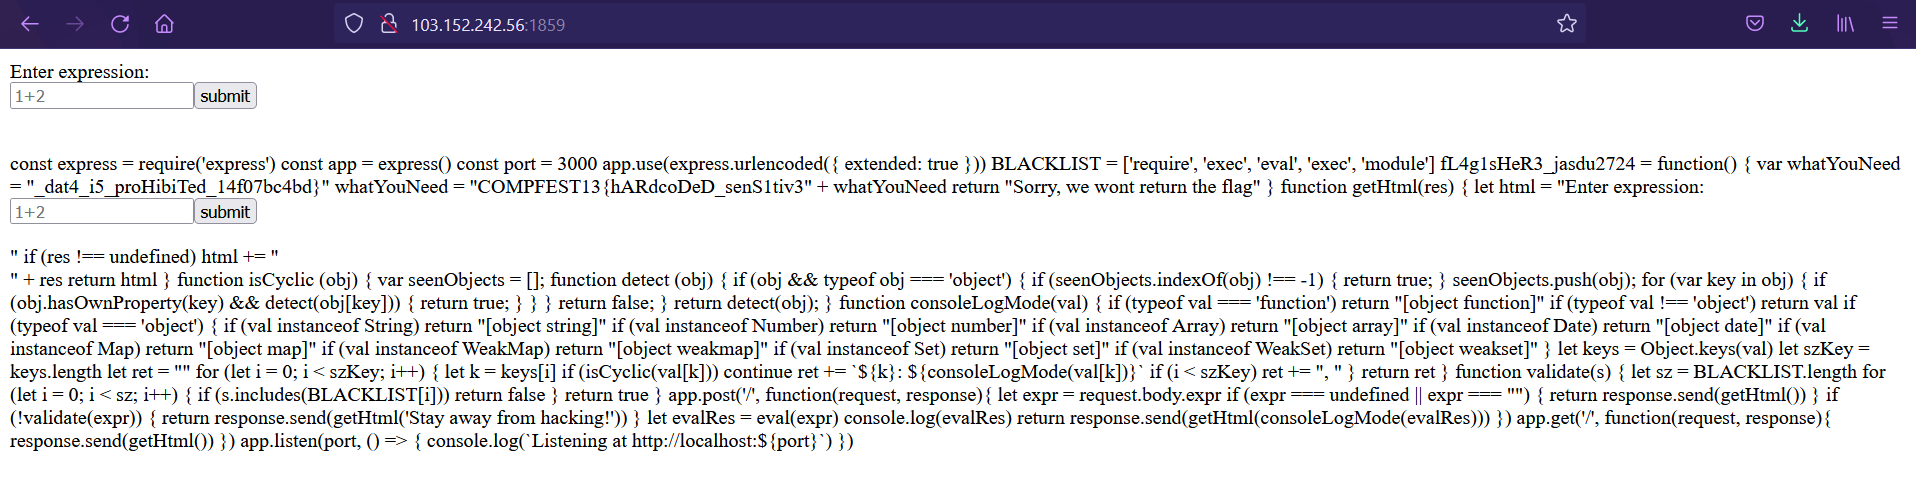 103.152.242.56:1859
Enter expression:
1+2 submit
const express = require('express') const app = express() const port = 3000 app.use(express.urlencoded({ extended: true })) BLACKLIST = ['require', 'exec', 'eval', 'exec', 'module'] fL4g1sHeR3_jasdu2724 = function() { var whatYouNeed
= "_dat4_i5_proHibiTed_14f07bc4bd}" whatYouNeed = "COMPFEST13{hARdcoDeD_senS1tiv3" + whatYouNeed return "Sorry, we wont return the flag" } function getHtml(res) { let html = "Enter expression:
1+2 submit
" if (res !== undefined) html += "
" + res return html } function isCyclic (obj) { var seenObjects = []; function detect (obj) { if (obj && typeof obj === 'object') { if (seenObjects.indexOf(obj) !== -1) { return true; } seenObjects.push(obj); for (var key in obj) { if
(obj.hasOwnProperty(key) && detect(obj[key])) { return true; } } } return false; } return detect(obj); } function consoleLogMode(val) { if (typeof val === 'function') return "[object function]" if (typeof val !== 'object') return val if
(typeof val === 'object') { if (val instanceof String) return "[object string]" if (val instanceof Number) return "[object number]" if (val instanceof Array) return "[object array]" if (val instanceof Date) return "[object date]" if (val
instanceof Map) return "[object map]" if (val instanceof WeakMap) return "[object weakmap]" if (val instanceof Set) return "[object set]" if (val instanceof WeakSet) return "[object weakset]" } let keys = Object.keys(val) let szKey =
keys.length let ret = "" for (let i = 0; i < szKey; i++) { let k = keys[i] if (isCyclic(val[k])) continue ret += `${k}: ${consoleLogMode(val[k])}` if (i < szKey) ret += ", " } return ret } function validate(s) { let sz = BLACKLIST.length for
(let i = 0; i < sz; i++) { if (s.includes(BLACKLIST[i])) return false } return true } app.post('/', function(request, response){ let expr = request.body.expr if (expr === undefined || expr === "") { return response.send(getHtml()) } if
(!validate(expr)) { return response.send(getHtml('Stay away from hacking!')) } let evalRes = eval(expr) console.log(evalRes) return response.send(getHtml(consoleLogMode(evalRes))) }) app.get('/', function(request, response){
response.send(getHtml()) }) app.listen(port, () => { console.log(`Listening at http://localhost:${port}`) })